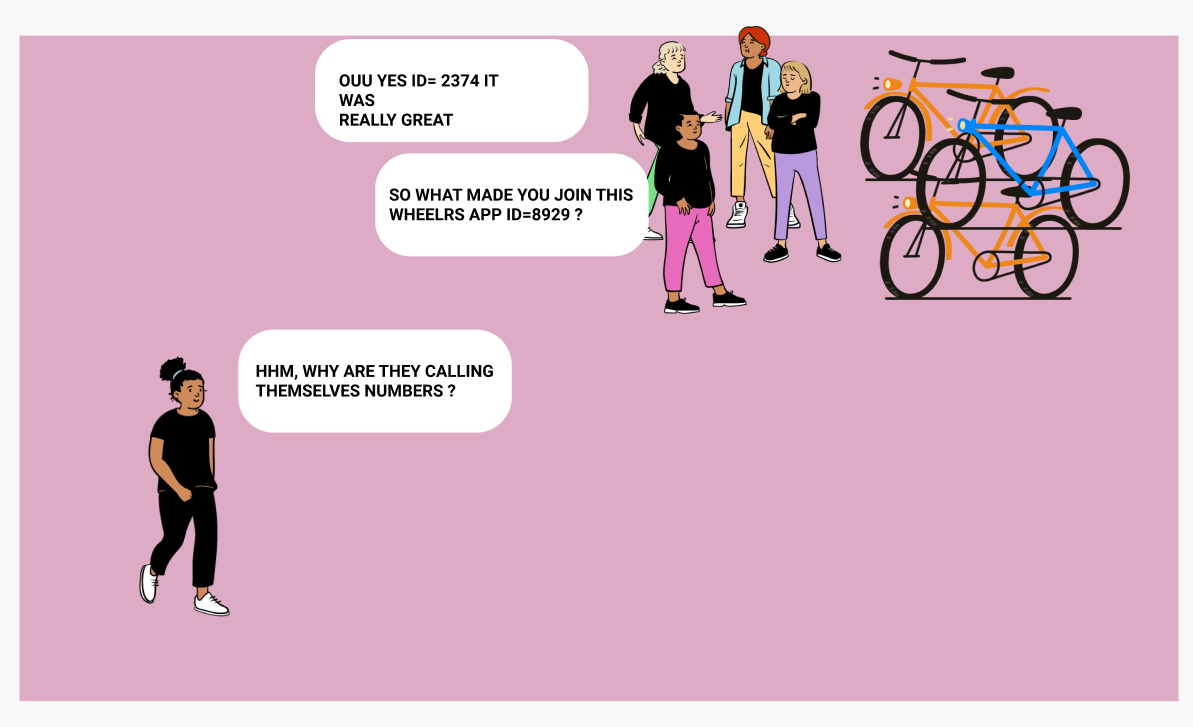 OUU YES ID= 2374 IT
WAS
REALLY GREAT
SO WHAT MADE YOU JOIN THIS
WHEELRS APP ID=8929 ?
HHM, WHY ARE THEY CALLING
THEMSELVES NUMBERS ?